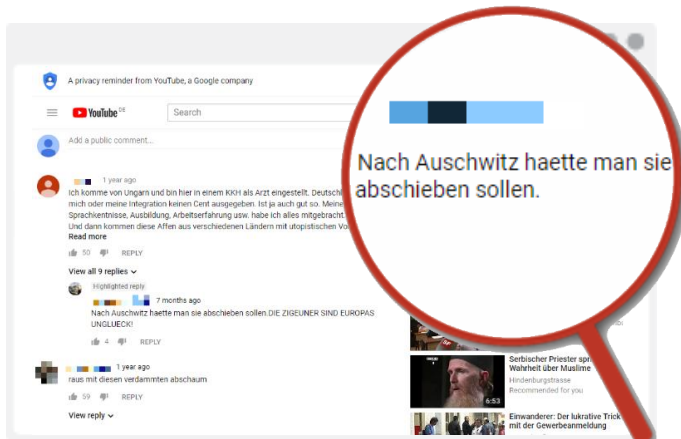 A privacy reminder from YouTube, a Google company
YouTube DE
Search
Add a public comment...
1 year ago
Ich komme von Ungarn und bin hier in einem KKH als Arzt eingestellt.
mich oder meine Integration keinen Cent ausgegeben. Ist ja auch gut so.
Sprachkentnisse, Ausbildung, Arbeitserfahrung usw. habe ich alles mitgebracht.
Und dann kommen diese Affen aus verschiedenen Ländern mit utopistischen
Read more
50 REPLY
View all 9 replies
Highlighted reply
7 months ago
Nach Auschwitz haette man sie abschieben sollen.DIE ZIGEUNER SIND EUROPAS
UNGLUECK!
4 REPLY
1 year ago
raus mit diesen verdammten abschaum
59 REPLY
View reply
Nach Auschwitz haette man sie
abschieben sollen.
Serbischer Priester
Wahrheit über Muslime
Hindenburgstrasse
Recommended for you
6:53
Einwanderer: Der lukrative Trick
mit der Gewerbeanmeldung